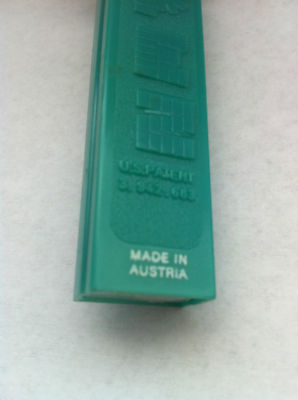 U.S. PATENT
3.942.683
MADE IN
AUSTRIA